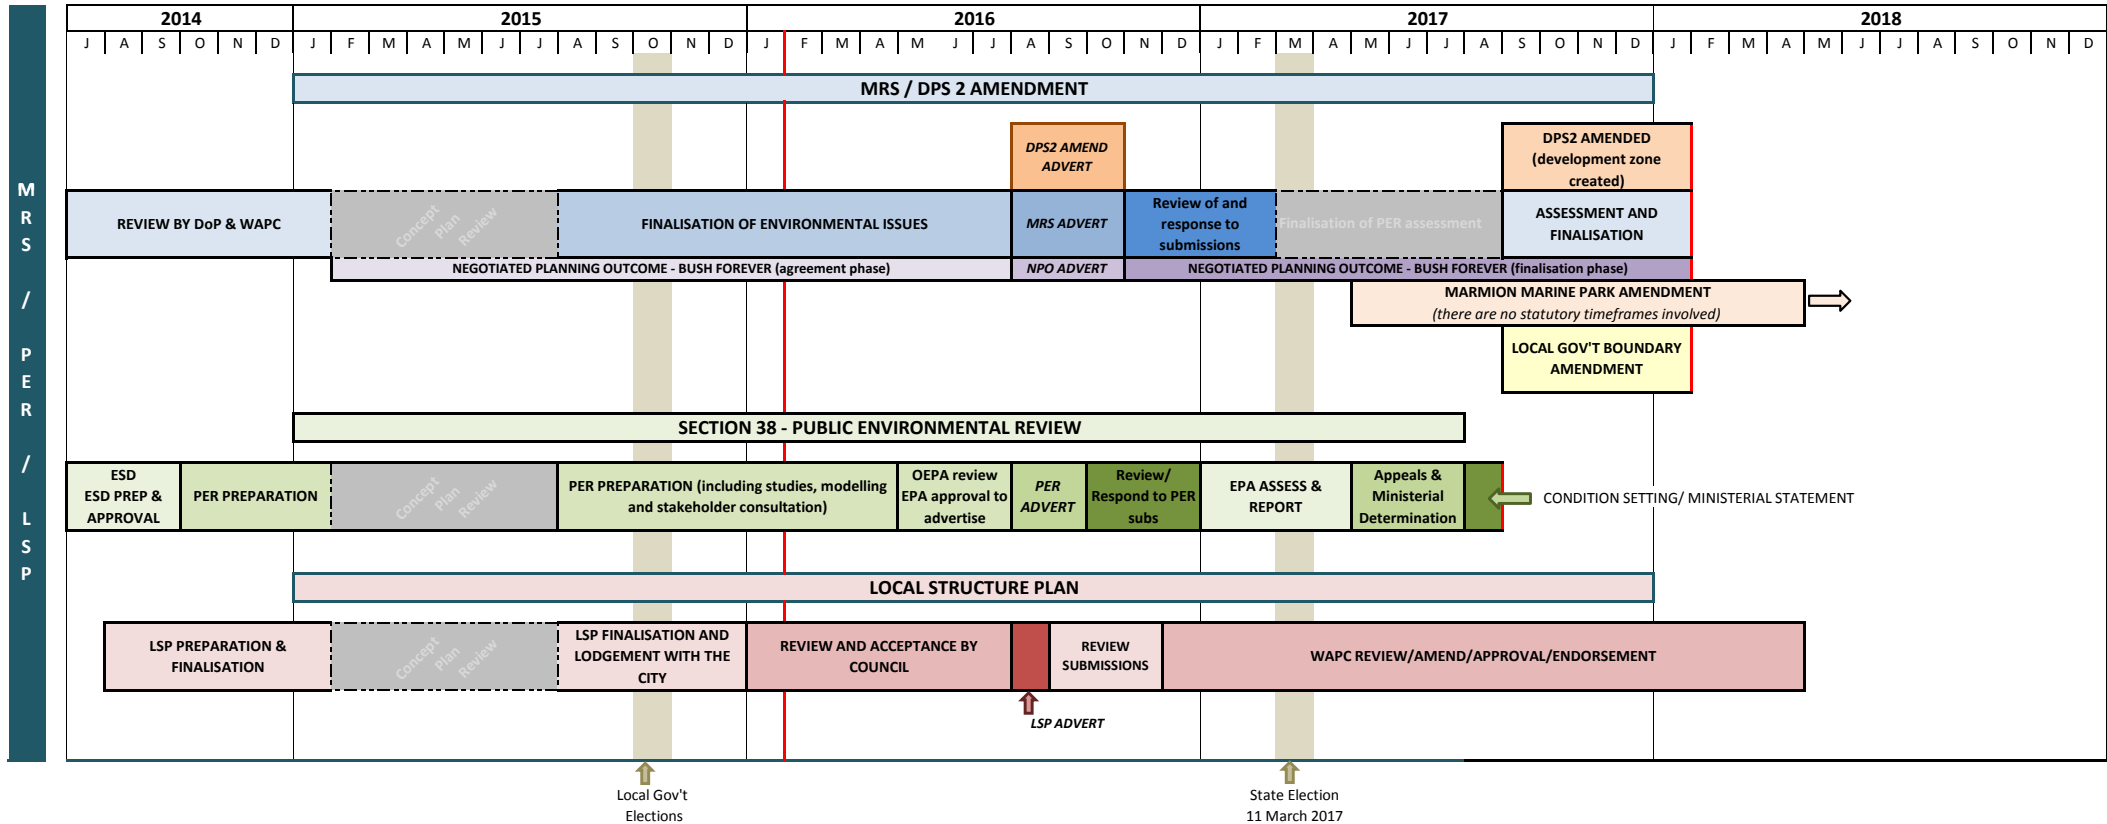 2014 2015 2016 2017 2018
J A S O N D J F M A M J J A S O N D J F M A M J J A S O N D J F M A M J J A S O N D J F M A M J J A S O N D
MRS / PER / LSP
MRS / DPS 2 AMENDMENT
DPS2 AMEND
ADVERT
DPS2 AMENDED
(development zone
created)
REVIEW BY DoP & WAPC
Concept
Plan
Review
FINALISATION OF ENVIRONMENTAL ISSUES
MRS ADVERT
Review of and
response to
submissions
Finalisation of PER assessment
ASSESSMENT AND
FINALISATION
NEGOTIATED PLANNING OUTCOME - BUSH FOREVER (agreement phase)
NPO ADVERT
NEGOTIATED PLANNING OUTCOME - BUSH FOREVER (finalisation phase)
MARMION MARINE PARK AMENDMENT
(there are no statutory timeframes involved)
LOCAL GOV'T BOUNDARY
AMENDMENT
SECTION 38 - PUBLIC ENVIRONMENTAL REVIEW
ESD
ESD PREP &
APPROVAL
PER PREPARATION
Concept
Plan
Review
PER PREPARATION (including studies, modelling
and stakeholder consultation)
OEPA review
EPA approval to
advertise
PER
ADVERT
Review/
Respond to PER
subs
EPA ASSESS &
REPORT
Appeals &
Ministerial
Determination
CONDITION SETTING/ MINISTERIAL STATEMENT
LOCAL STRUCTURE PLAN
LSP PREPARATION &
FINALISATION
Concept
Plan
Review
LSP FINALISATION AND
LODGEMENT WITH THE
CITY
REVIEW AND ACCEPTANCE BY
COUNCIL
REVIEW
SUBMISSIONS
WAPC REVIEW/AMEND/APPROVAL/ENDORSEMENT
LSP ADVERT
Local Gov't
Elections
State Election
11 March 2017